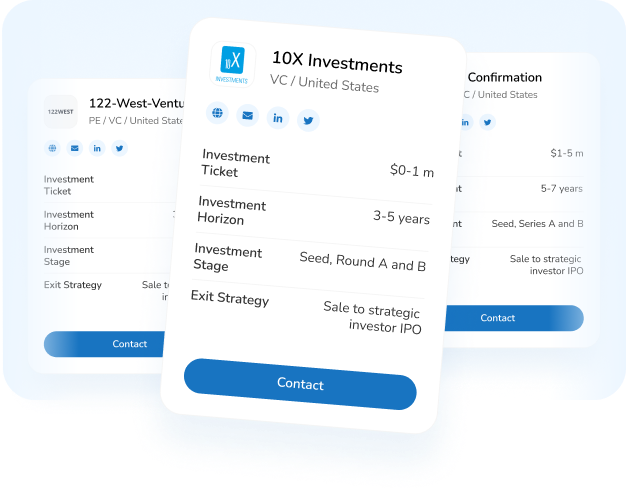 122WEST
122-West-Ventu
PE / VC / United State
Investment
Ticket
Investment
Horizon
Investment
Stage
Exit Strategy
Sale t
in
Contact
10X
INVESTMENTS
10X Investments
VC / United States
Investment
Ticket
$0-1 m
Investment
Horizon
3-5 years
Investment
Stage
Seed, Round A and B
Exit Strategy
Sale to strategic
investor IPO
Contact
Confirmation
C / United States
$1-5 m
5-7 years
nt
Seed, Series A and B
egy
Sale to strategic
investor IPO
Contact